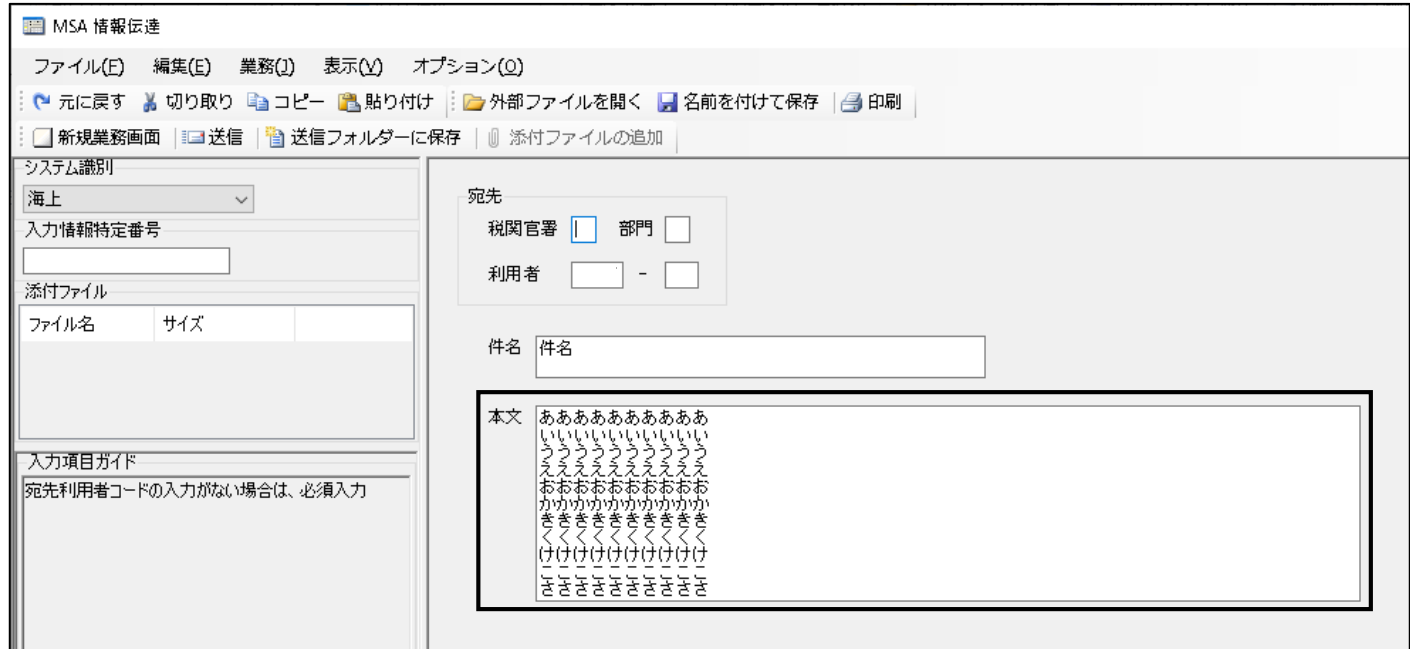 MSA 情報伝達
ファイル(F) 編集(E) 業務(J) 表示(V) オプション(O)
元に戻す 切り取り コピー 貼り付け 外部ファイルを開く 名前を付けて保存 印刷
新規業務画面 送信 送信フォルダーに保存 添付ファイルの追加
システム識別
海上
入力情報特定番号
添付ファイル
ファイル名 サイズ
入力項目ガイド
宛先利用者コードの入力がない場合は、必須入力
宛先
税関官署 部門
利用者 -
件名 件名
本文 ああああああああああ
いいいいいいいいいい
うううううううううう
ええええええええええ
おおおおおおおおおお
かかかかかかかかかか
きききききききききき
くくくくくくくくくく
けけけけけけけけけけ
ここここここここここ
ささささささささささ